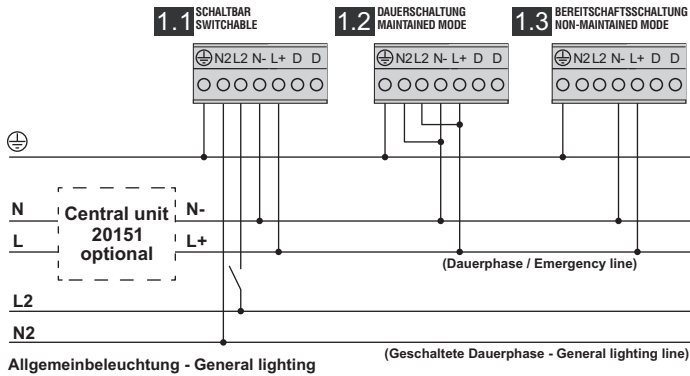 1.1 SCHALTBAR
SWITCHABLE
1.2 DAUERSCHALTUNG
MAINTAINED MODE
1.3 BEREITSCHAFTSSCHALTUNG
NON-MAINTAINED MODE
N2 L2 N- L+ D D
N2 L2 N- L+ D D
N2 L2 N- L+ D D
N
L
Central unit
20151
optional
N-
L+
(Dauerphase / Emergency line)
L2
N2
(Geschaltete Dauerphase - General lighting line)
Allgemeinbeleuchtung - General lighting